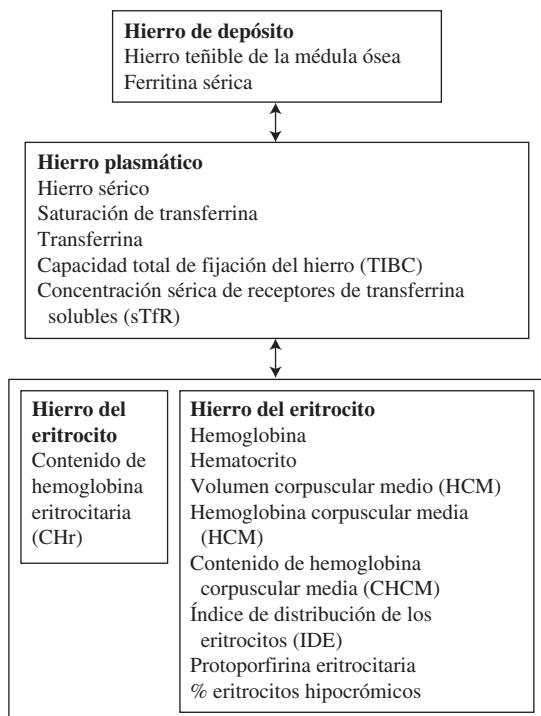 Hierro de depósito
Hierro teñible de la médula ósea
Ferritina sérica
Hierro plasmático
Hierro sérico
Saturación de transferrina
Transferrina
Capacidad total de fijación del hierro (TIBC)
Concentración sérica de receptores de transferrina
solubles (sTfR)
Hierro del
eritrocito
Contenido de
hemoglobina
eritrocitaria
(CHr)
Hierro del eritrocito
Hemoglobina
Hematocrito
Volumen corpuscular medio (HCM)
Hemoglobina corpuscular media
(HCM)
Contenido de hemoglobina
corpuscular media (CHCM)
Índice de distribución de los
eritrocitos (IDE)
Protoporfirina eritrocitaria
% eritrocitos hipocrómicos